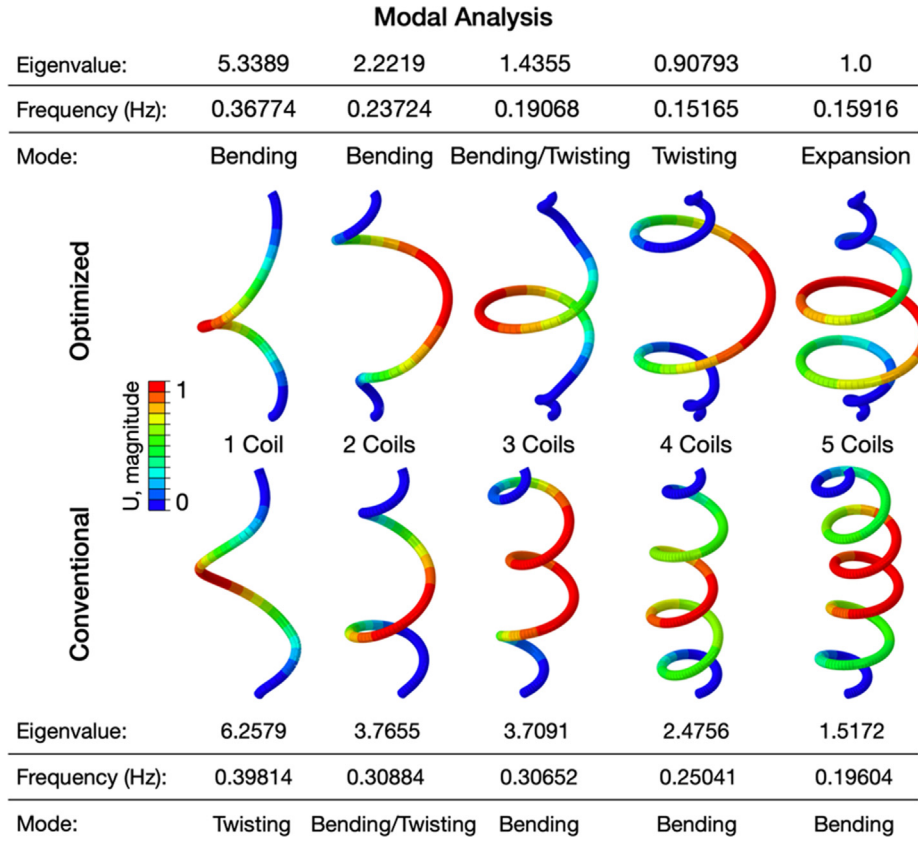 Modal Analysis
Eigenvalue: 5.3389 2.2219 1.4355 0.90793 1.0
Frequency (Hz): 0.36774 0.23724 0.19068 0.15165 0.15916
Mode: Bending Bending Bending/Twisting Twisting Expansion
Optimized
U, magnitude
1
0
1 Coil 2 Coils 3 Coils 4 Coils 5 Coils
Conventional
Eigenvalue: 6.2579 3.7655 3.7091 2.4756 1.5172
Frequency (Hz): 0.39814 0.30884 0.30652 0.25041 0.19604
Mode: Twisting Bending/Twisting Bending Bending Bending